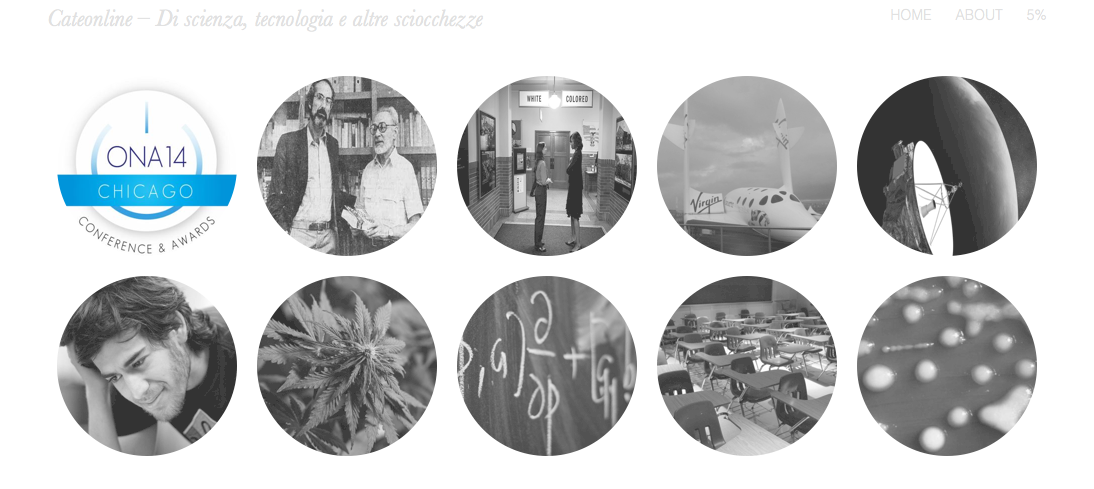 Cateonline — Di scienza, tecnologia e altre sciocchezze
HOME ABOUT 5%
ONA14
CHICAGO
CONFERENCE & AWARDS
WHITE COLORED
Virgin